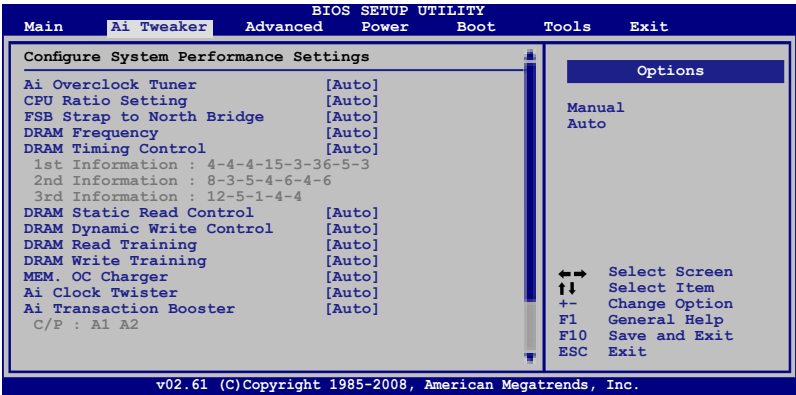 BIOS SETUP UTILITY
Main Ai Tweaker Advanced Power Boot Tools Exit
Configure System Performance Settings
Ai Overclock Tuner [Auto]
CPU Ratio Setting [Auto]
FSB Strap to North Bridge [Auto]
DRAM Frequency [Auto]
DRAM Timing Control [Auto]
1st Information : 4-4-4-15-3-36-5-3
2nd Information : 8-3-5-4-6-4-6
3rd Information : 12-5-1-4-4
DRAM Static Read Control [Auto]
DRAM Dynamic Write Control [Auto]
DRAM Read Training [Auto]
DRAM Write Training [Auto]
MEM. OC Charger [Auto]
Ai Clock Twister [Auto]
Ai Transaction Booster [Auto]
C/P : A1 A2
Options
Manual
Auto
←→ Select Screen
↑↓ Select Item
+- Change Option
F1 General Help
F10 Save and Exit
ESC Exit
v02.61 (C)Copyright 1985-2008, American Megatrends, Inc.